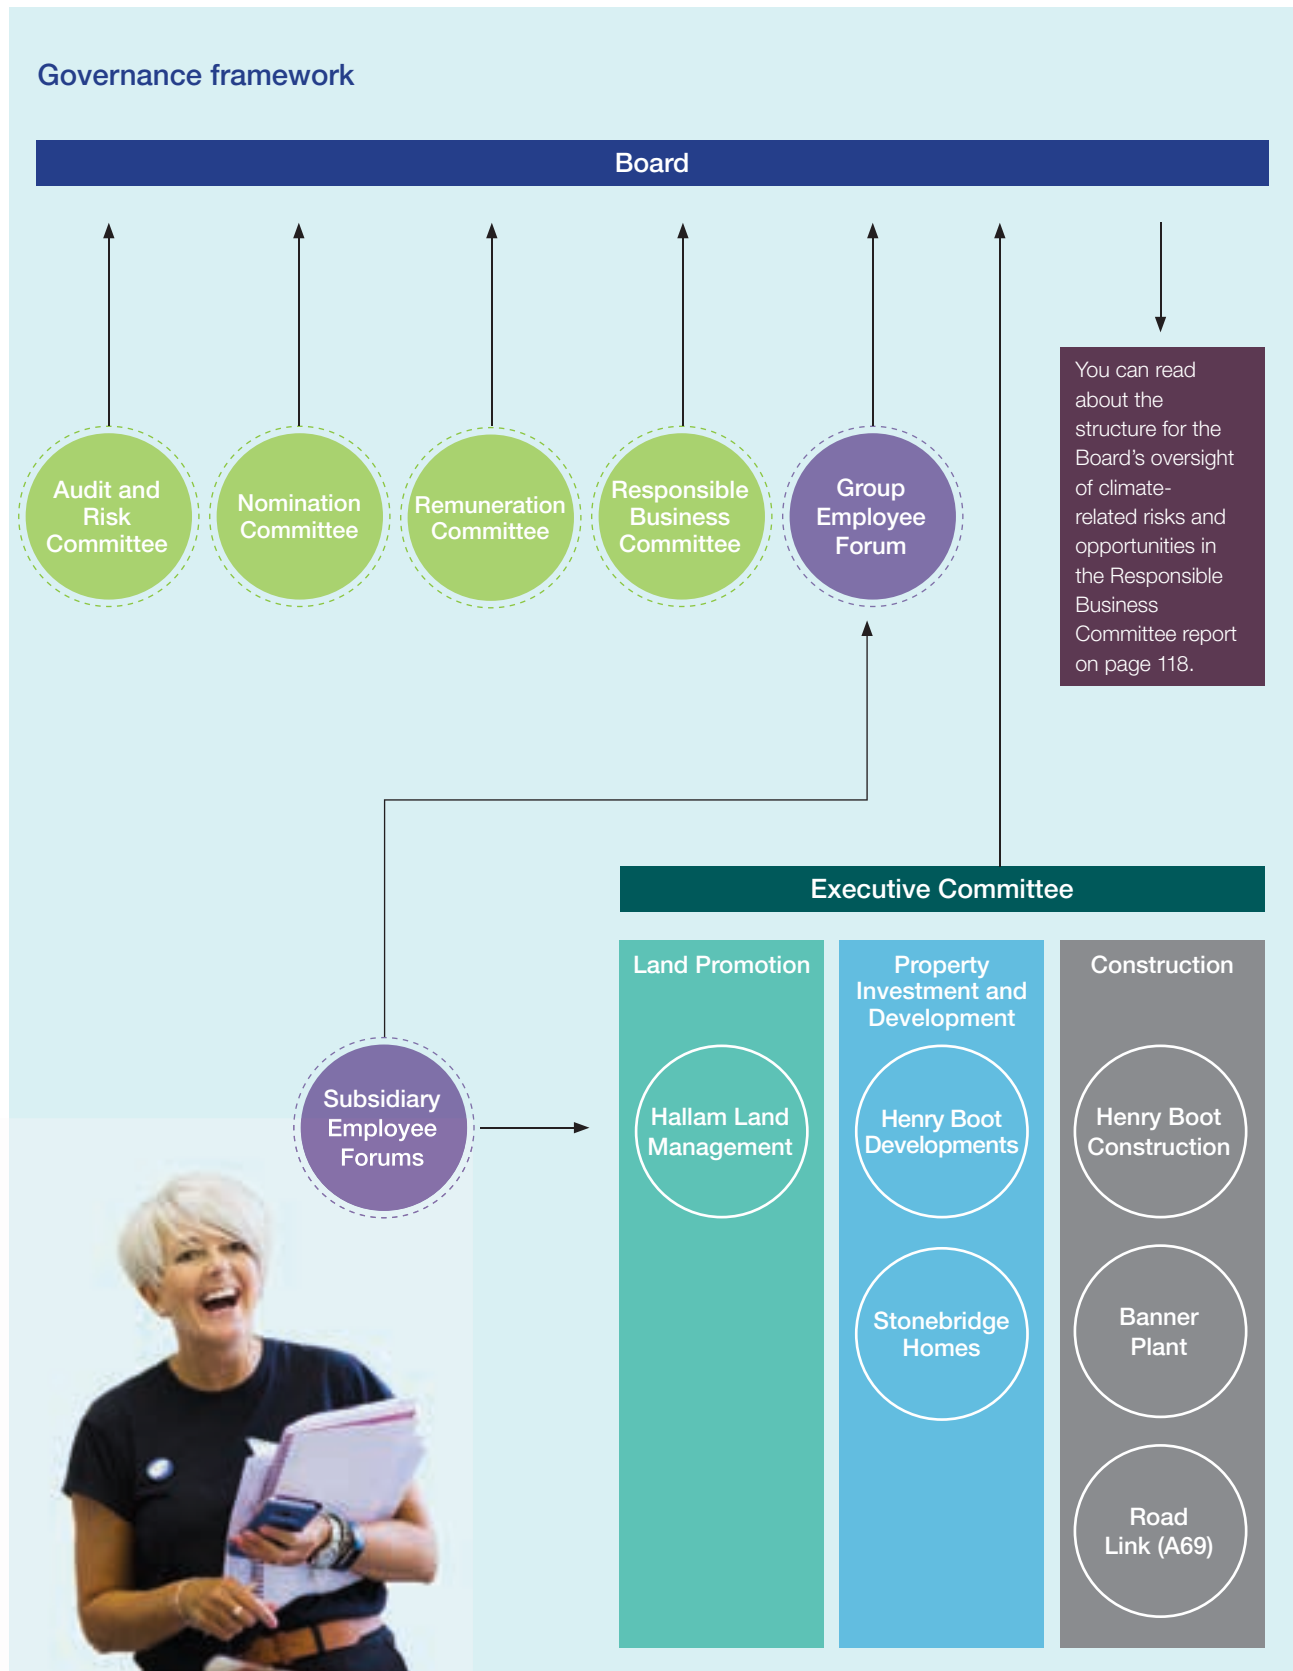 Governance framework
Board
Audit and
Risk
Committee
Nomination
Committee
Remuneration
Committee
Responsible
Business
Committee
Group
Employee
Forum
You can read
about the
structure for the
Board’s oversight
of climate-
related risks and
opportunities in
the Responsible
Business
Committee report
on page 118.
Executive Committee
Land Promotion
Property
Investment and
Development
Construction
Subsidiary
Employee
Forums
Hallam Land
Management
Henry Boot
Developments
Henry Boot
Construction
Stonebridge
Homes
Banner
Plant
Road
Link (A69)